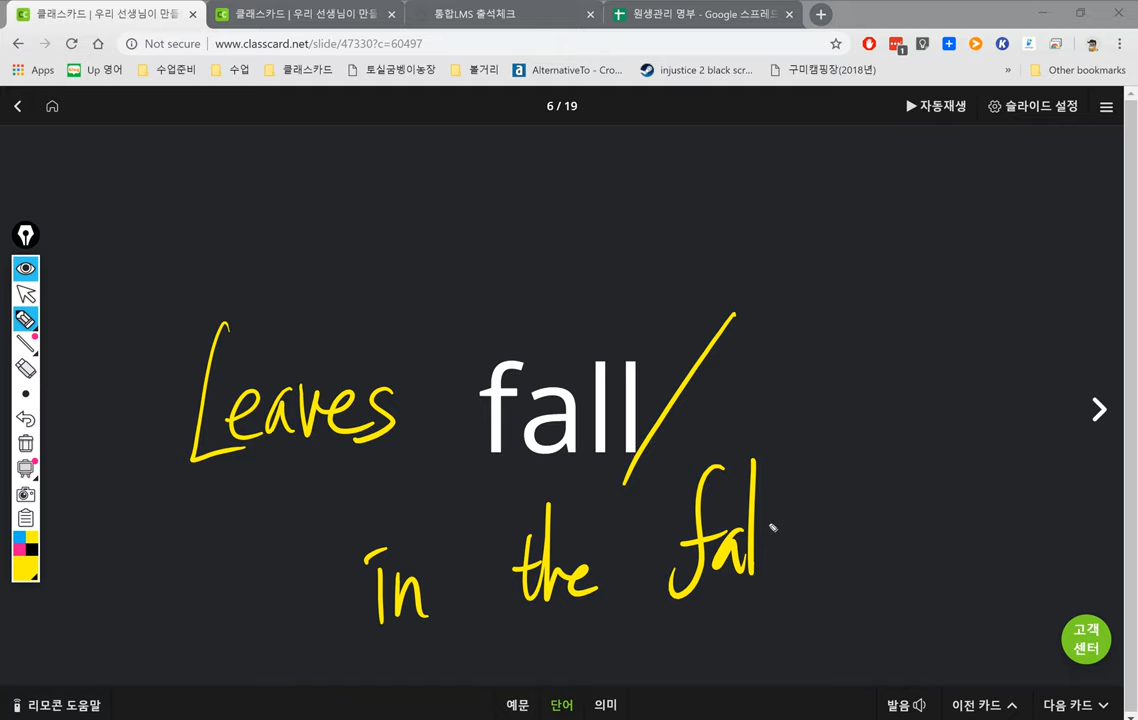 클래스카드 | 우리 선생님이 만들
클래스카드 | 우리 선생님이 만들
통합LMS 출석체크
원생관리 명부 - Google 스프레드
Not secure | www.classcard.net/slide/47330?c=60497
Apps Up 영어 수업준비 수업 클래스카드 토실굼벵이농장 볼거리 AlternativeTo - Cro... injustice 2 black scr... 구미캠핑장(2018년) » Other bookmarks
6 / 19 자동재생 슬라이드 설정
Leaves fall/
in the fal
고객
센터
리모콘 도움말 예문 단어 의미 발음 이전 카드 다음 카드